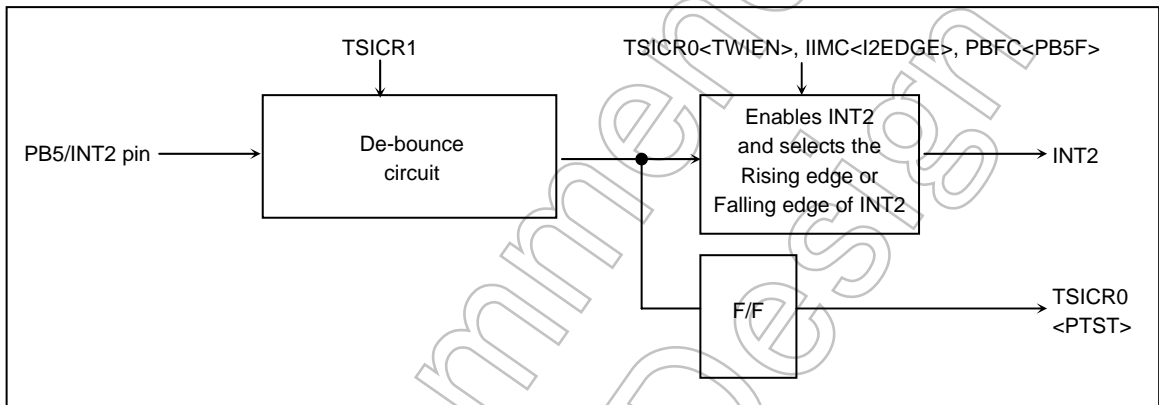 TSICR1
TSICR0<TWIEN>, IIMC<I2EDGE>, PBFC<PB5F>
PB5/INT2 pin
De-bounce
circuit
Enables INT2
and selects the
Rising edge or
Falling edge of INT2
INT2
F/F
TSICR0
<PTST>